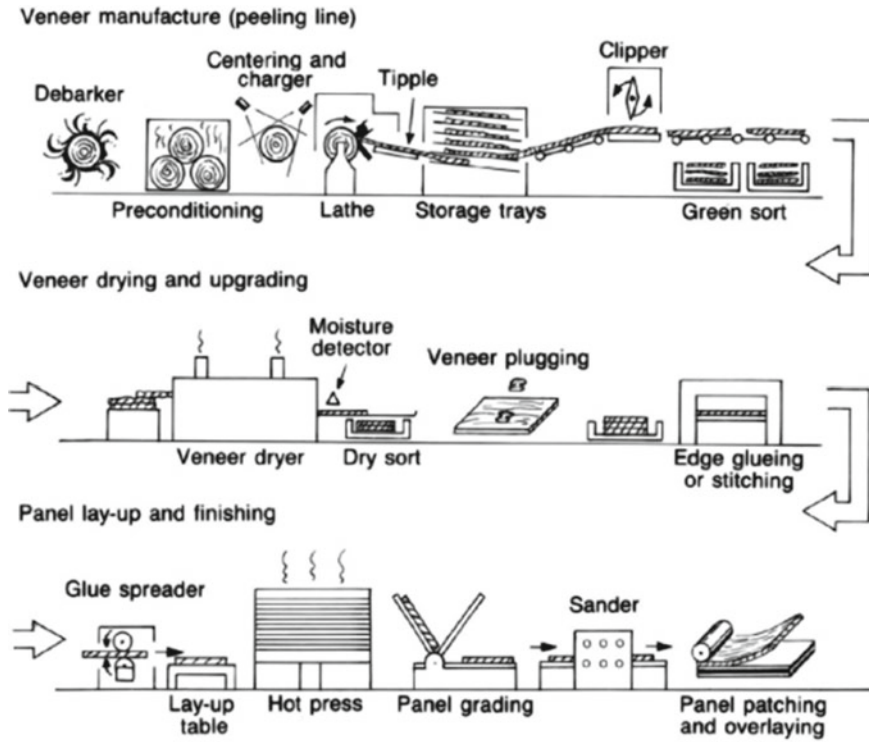 Veneer manufacture (peeling line)
Debarker
Centering and
charger
Tipple
Clipper
Preconditioning
Lathe
Storage trays
Green sort
Veneer drying and upgrading
Moisture
detector
Veneer plugging
Veneer dryer
Dry sort
Edge glueing
or stitching
Panel lay-up and finishing
Glue spreader
Sander
Lay-up
table
Hot press
Panel grading
Panel patching
and overlaying